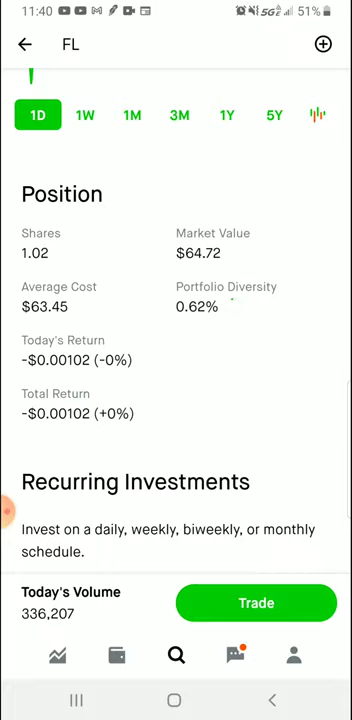 11:40 5G 51%
FL
1D 1W 1M 3M 1Y 5Y
Position
Shares Market Value
1.02 $64.72
Average Cost Portfolio Diversity
$63.45 0.62%
Today's Return
-$0.00102 (-0%)
Total Return
-$0.00102 (+0%)
Recurring Investments
Invest on a daily, weekly, biweekly, or monthly
schedule.
Today's Volume
336,207
Trade